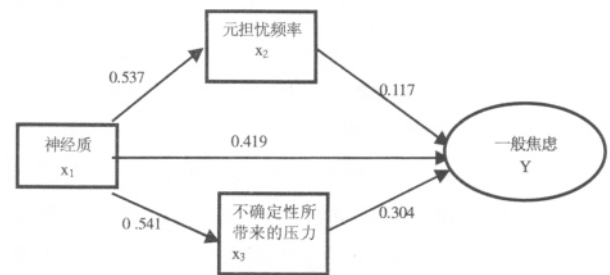 元担忧频率
x2
0.537
0.117
神经质
x1
0.419
一般焦虑
Y
0 .541
不确定性所
带来的压力
x3
0.304